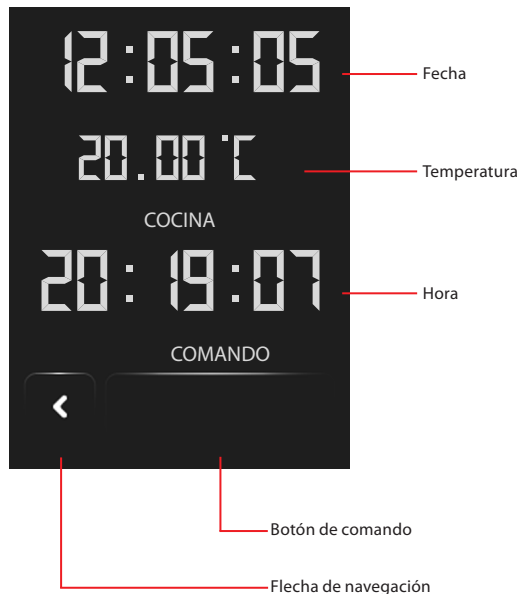 12:05:05
Fecha
20.00 °C
Temperatura
COCINA
20:19:07
Hora
COMANDO
Botón de comando
Flecha de navegación